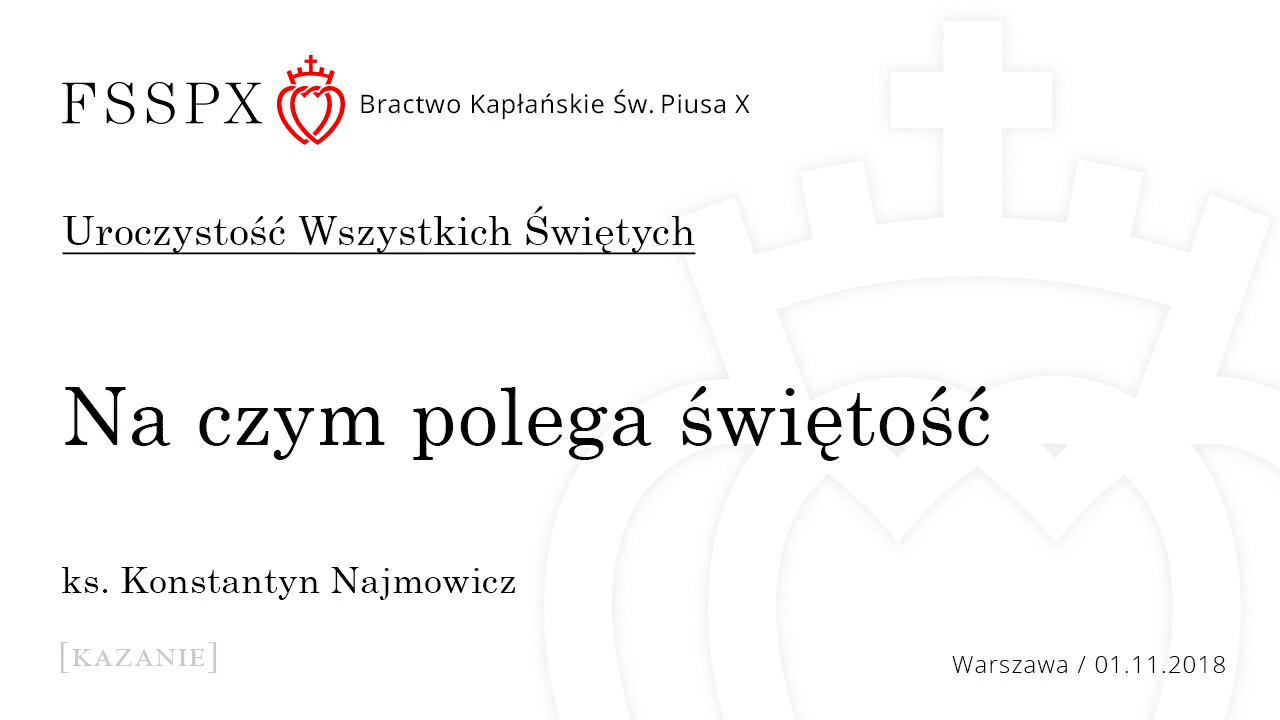 FSSPX Bractwo Kapłańskie Św. Piusa X
Uroczystość Wszystkich Świętych
Na czym polega świętość
ks. Konstantyn Najmowicz
[KAZANIE]
Warszawa / 01.11.2018